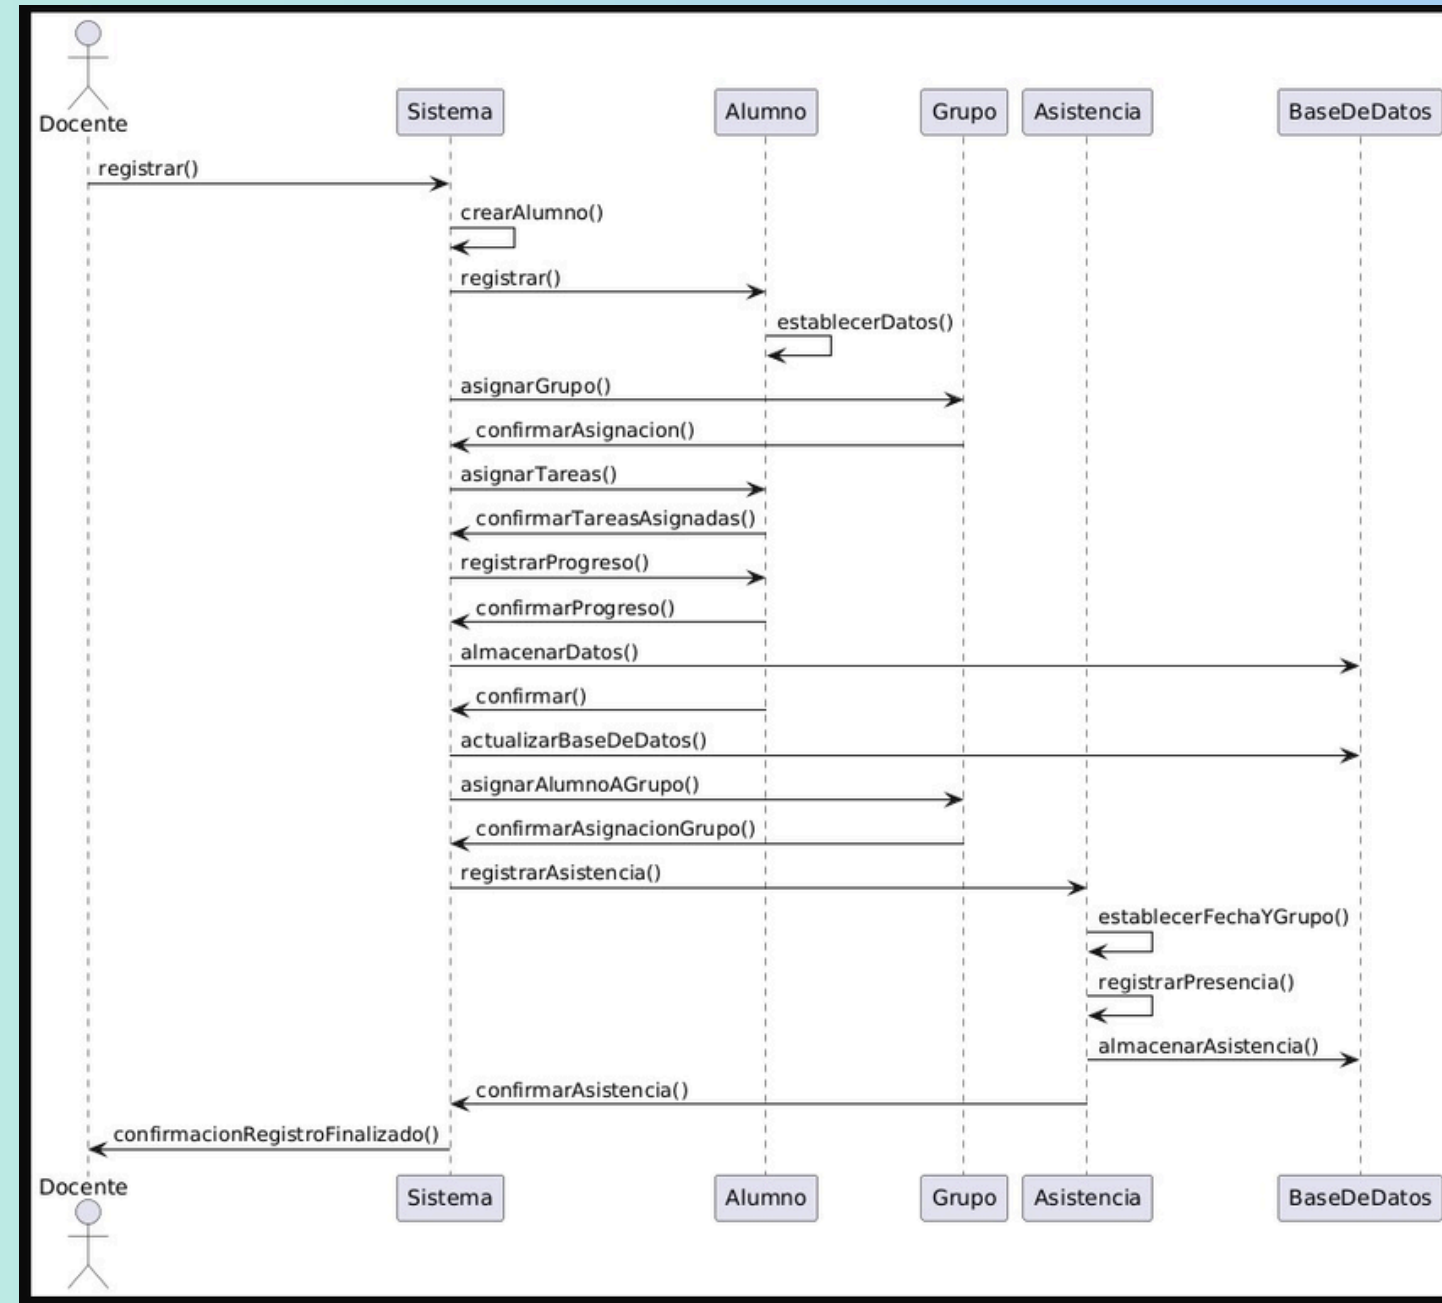 Docente
Sistema
Alumno
Grupo
Asistencia
BaseDeDatos
registrar()
crearAlumno()
registrar()
establecerDatos()
asignarGrupo()
confirmarAsignacion()
asignarTareas()
confirmarTareasAsignadas()
registrarProgreso()
confirmarProgreso()
almacenarDatos()
confirmar()
actualizarBaseDeDatos()
asignarAlumnoAGrupo()
confirmarAsignacionGrupo()
registrarAsistencia()
establecerFechaYGrupo()
registrarPresencia()
almacenarAsistencia()
confirmarAsistencia()
confirmacionRegistroFinalizado()
Docente
Sistema
Alumno
Grupo
Asistencia
BaseDeDatos